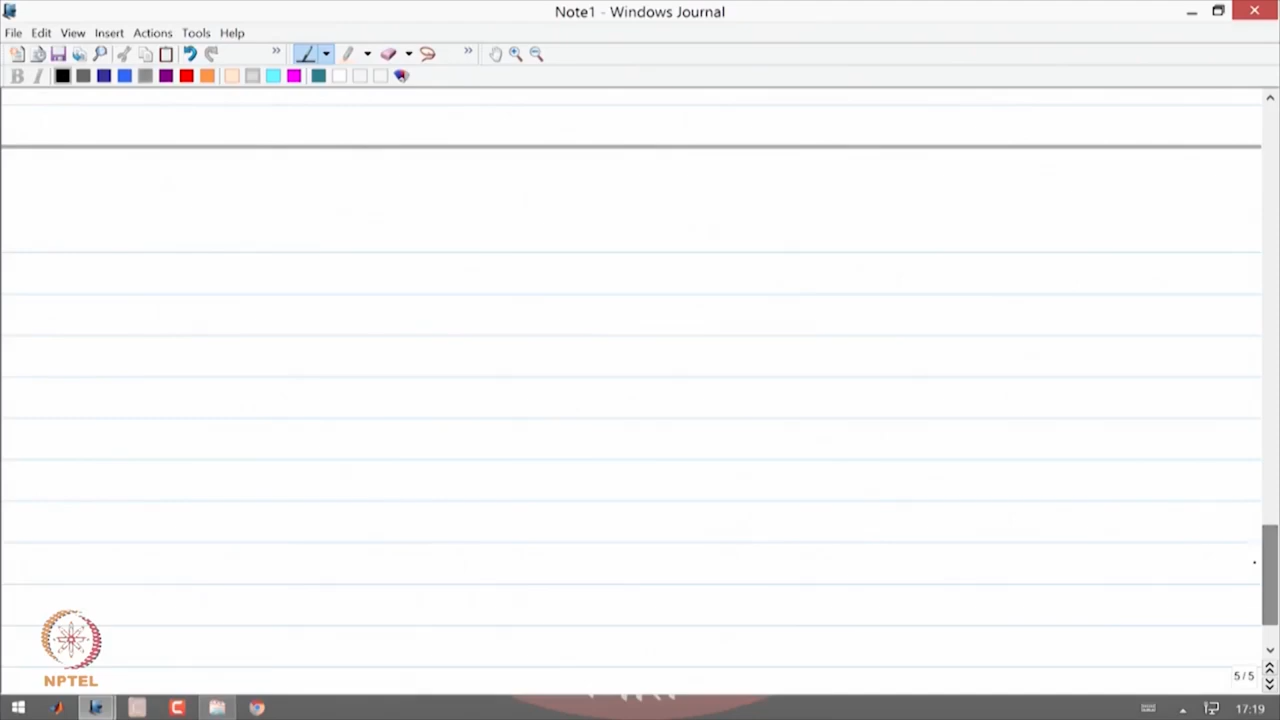 Note1 - Windows Journal
File Edit View Insert Actions Tools Help
B I
NPTEL
5 / 5
17:19